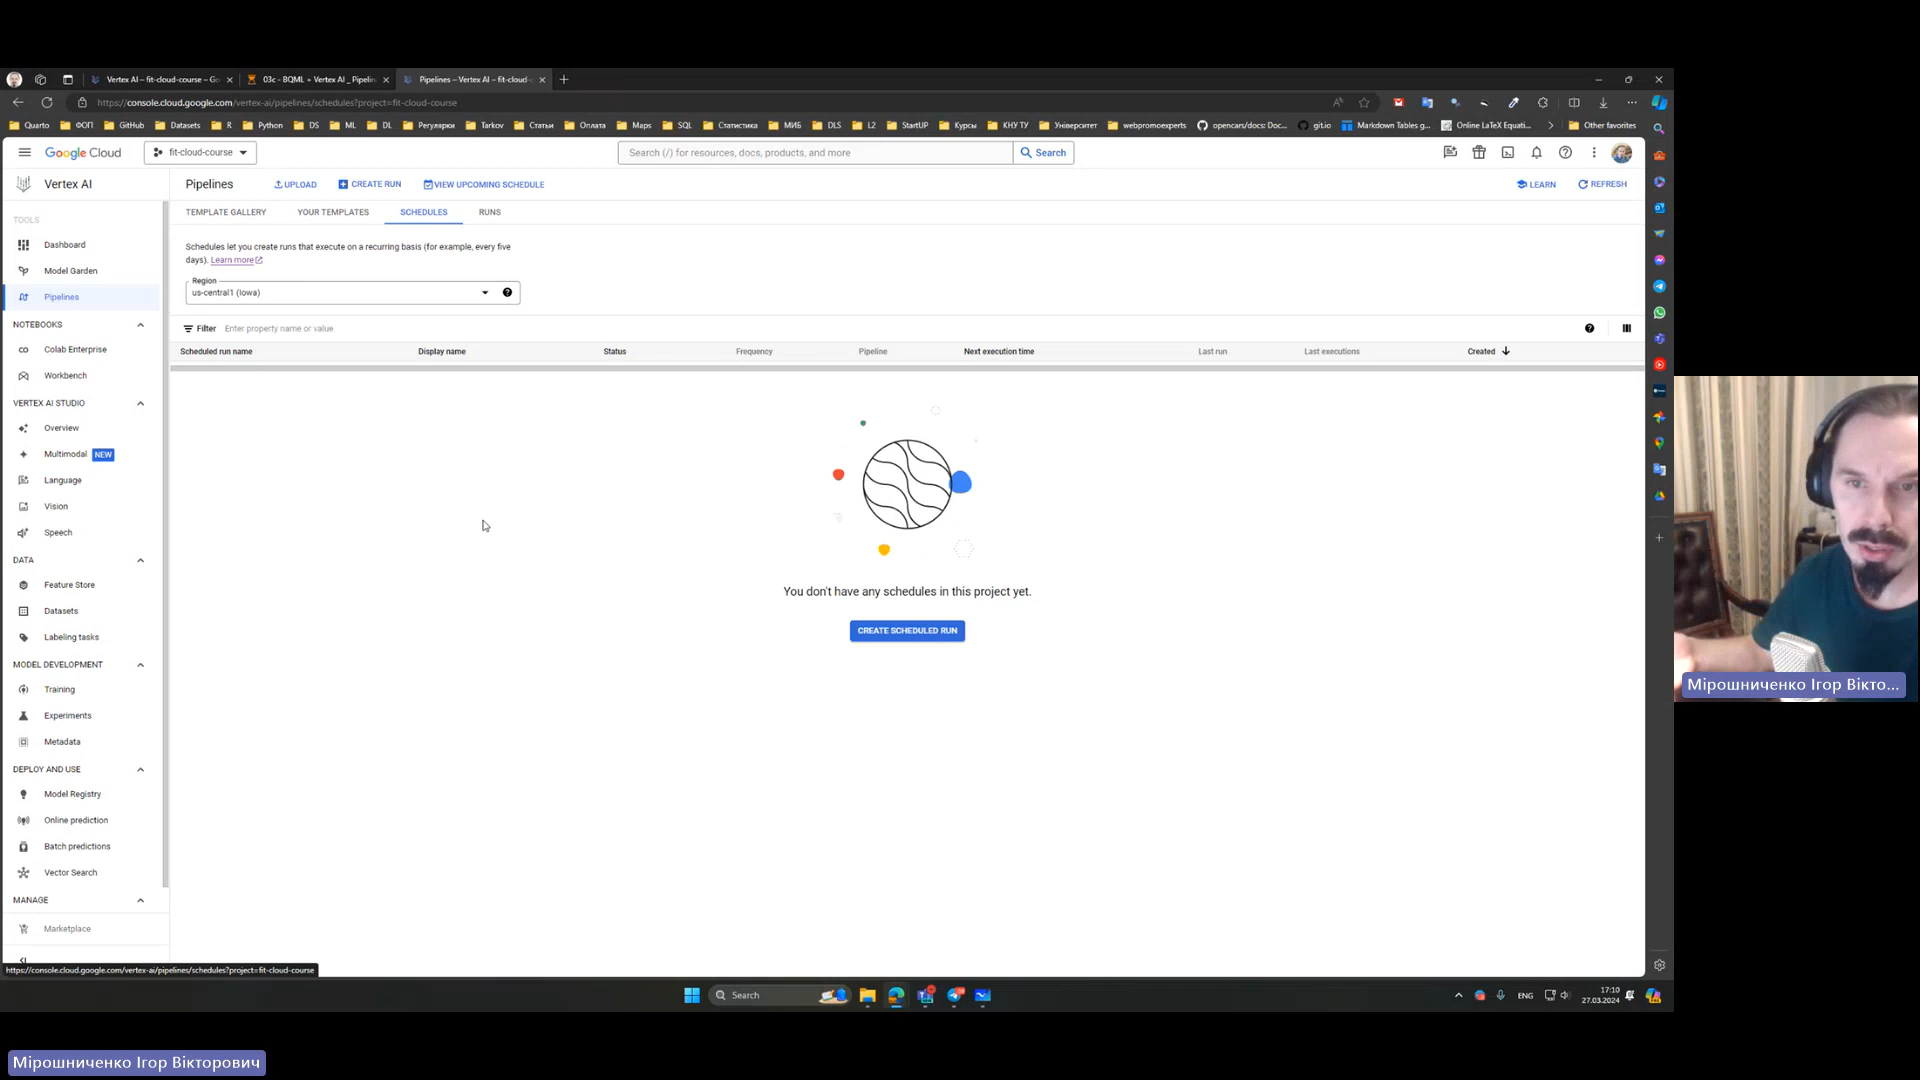 Vertex AI – fit-cloud-course – Go
03c - BQML + Vertex AI _ Pipelin
Pipelines – Vertex AI – fit-cloud-
https://console.cloud.google.com/vertex-ai/pipelines/schedules?project=fit-cloud-course
Quarto
ФОП
GitHub
Datasets
R
Python
DS
ML
DL
Регулярки
Tarkov
Статьи
Оплата
Maps
SQL
Статистика
МИБ
DLS
L2
StartUP
Курсы
КНУ ТУ
Університет
webpromoexperts
opencars/docs: Doc...
git.io
Markdown Tables g...
Online LaTeX Equati...
Other favorites
Google Cloud
fit-cloud-course
Search (/) for resources, docs, products, and more
Search
Vertex AI
Pipelines
UPLOAD
CREATE RUN
VIEW UPCOMING SCHEDULE
LEARN
REFRESH
TEMPLATE GALLERY
YOUR TEMPLATES
SCHEDULES
RUNS
TOOLS
Dashboard
Model Garden
Pipelines
NOTEBOOKS
Colab Enterprise
Workbench
VERTEX AI STUDIO
Overview
Multimodal NEW
Language
Vision
Speech
DATA
Feature Store
Datasets
Labeling tasks
MODEL DEVELOPMENT
Training
Experiments
Metadata
DEPLOY AND USE
Model Registry
Online prediction
Batch predictions
Vector Search
MANAGE
Marketplace
Schedules let you create runs that execute on a recurring basis (for example, every five
days). Learn more
Region
us-central1 (Iowa)
Filter Enter property name or value
Scheduled run name
Display name
Status
Frequency
Pipeline
Next execution time
Last run
Last executions
Created
You don't have any schedules in this project yet.
CREATE SCHEDULED RUN
https://console.cloud.google.com/vertex-ai/pipelines/schedules?project=fit-cloud-course
Search
ENG
17:10
27.03.2024
Мірошниченко Ігор Вікто...
Мірошниченко Ігор Вікторович